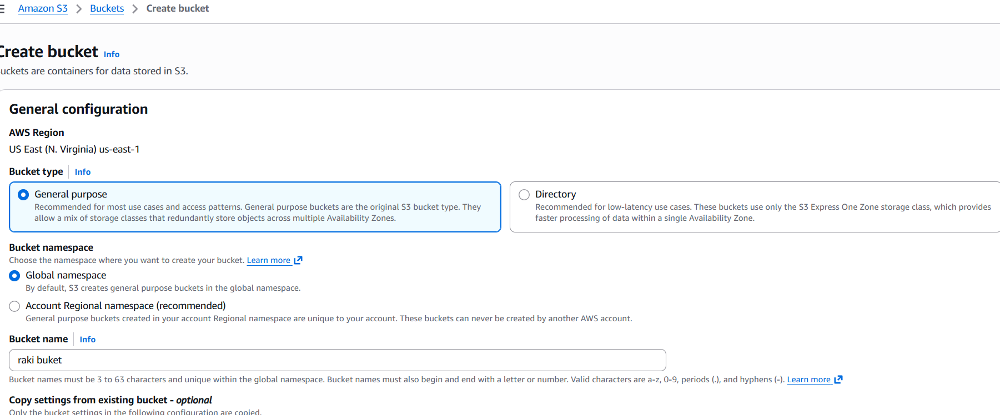 Amazon S3 > Buckets > Create bucket
Create bucket Info
uckets are containers for data stored in S3.
General configuration
AWS Region
US East (N. Virginia) us-east-1
Bucket type Info
General purpose
Recommended for most use cases and access patterns. General purpose buckets are the original S3 bucket type. They
allow a mix of storage classes that redundantly store objects across multiple Availability Zones.
Directory
Recommended for low-latency use cases. These buckets use only the S3 Express One Zone storage class, which provides
faster processing of data within a single Availability Zone.
Bucket namespace
Choose the namespace where you want to create your bucket. Learn more
Global namespace
By default, S3 creates general purpose buckets in the global namespace.
Account Regional namespace (recommended)
General purpose buckets created in your account Regional namespace are unique to your account. These buckets can never be created by another AWS account.
Bucket name Info
raki buket
Bucket names must be 3 to 63 characters and unique within the global namespace. Bucket names must also begin and end with a letter or number. Valid characters are a-z, 0-9, periods (.), and hyphens (-). Learn more
Copy settings from existing bucket - optional
Only the bucket settings in the following configuration are copied.